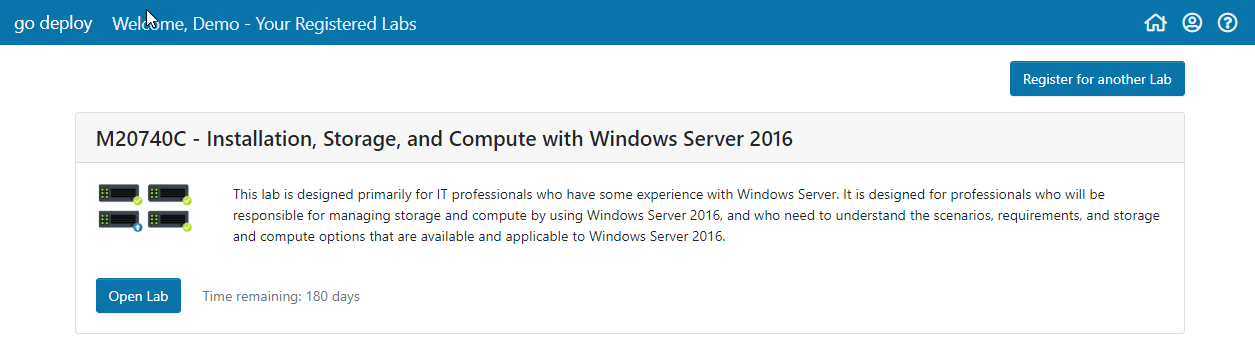 go deploy Welcome, Demo - Your Registered Labs
Register for another Lab
M20740C - Installation, Storage, and Compute with Windows Server 2016
This lab is designed primarily for IT professionals who have some experience with Windows Server. It is designed for professionals who will be
responsible for managing storage and compute by using Windows Server 2016, and who need to understand the scenarios, requirements, and storage
and compute options that are available and applicable to Windows Server 2016.
Open Lab Time remaining: 180 days